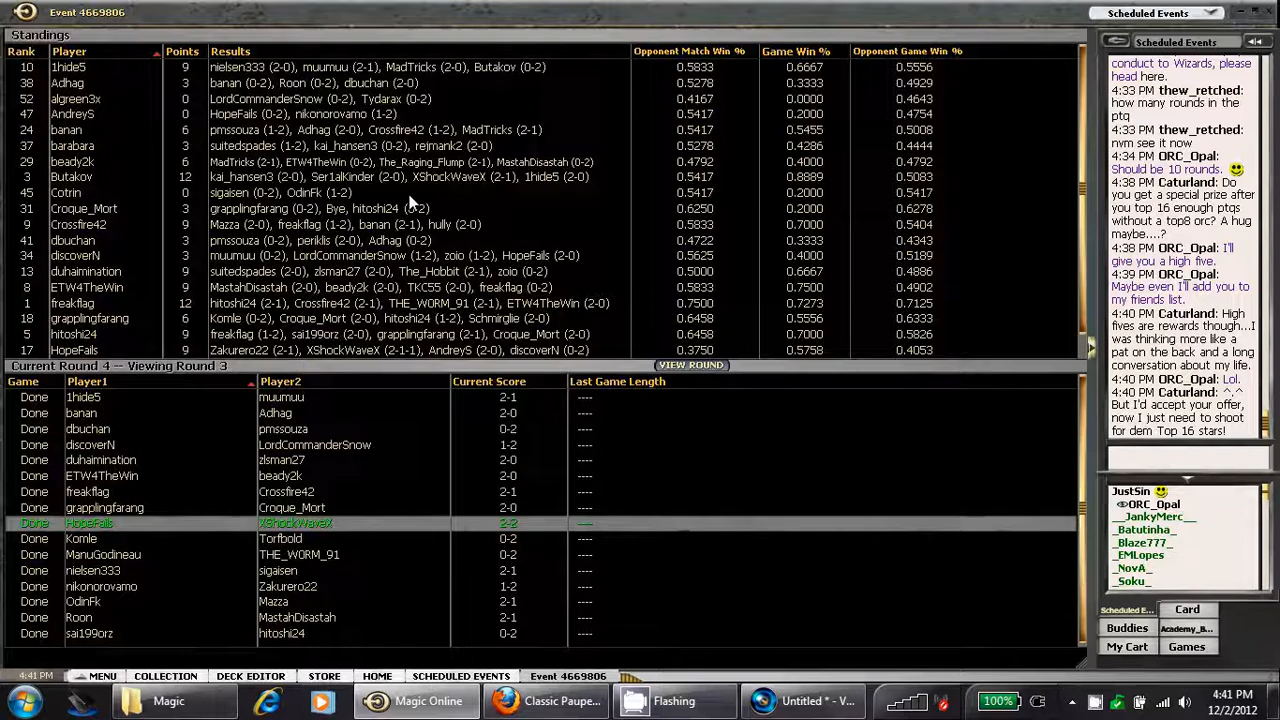 Event 4669806
Scheduled Events
Standings
Rank Player Points Results Opponent Match Win % Game Win % Opponent Game Win %
10 1hide5 9 nielsen333 (2-0), muumuu (2-1), MadTricks (2-0), Butakov (0-2) 0.5833 0.6667 0.5556
38 Adhag 3 banan (0-2), Roon (0-2), dbuchan (2-0) 0.5278 0.3333 0.4929
52 algreen3x 0 LordCommanderSnow (0-2), Tydarax (0-2) 0.4167 0.0000 0.4643
47 AndreyS 0 HopeFails (0-2), nikonorovamo (1-2) 0.5417 0.2000 0.4754
24 banan 6 pmssouza (1-2), Adhag (2-0), Crossfire42 (1-2), MadTricks (2-1) 0.5417 0.5455 0.5008
37 barabara 3 suitedspades (1-2), kai_hansen3 (0-2), rejmank2 (2-0) 0.5278 0.4286 0.4444
29 beady2k 6 MadTricks (2-1), ETW4TheWin (0-2), The_Raging_Flump (2-1), MastahDisastah (0-2) 0.4792 0.4000 0.4792
3 Butakov 12 kai_hansen3 (2-0), Ser1alKinder (2-0), XShockWaveX (2-1), 1hide5 (2-0) 0.5417 0.8889 0.5083
45 Cotrin 0 sigaisen (0-2), OdinFk (1-2) 0.5417 0.2000 0.5417
31 Croque_Mort 3 grapplingfarang (0-2), Bye, hitoshi24 (0-2) 0.6250 0.2000 0.6278
9 Crossfire42 9 Mazza (2-0), freakflag (1-2), banan (2-1), hully (2-0) 0.5833 0.7000 0.5404
41 dbuchan 3 pmssouza (0-2), periklis (2-0), Adhag (0-2) 0.4722 0.3333 0.4343
34 discoverN 3 muumuu (0-2), LordCommanderSnow (1-2), zoio (1-2), HopeFails (2-0) 0.5625 0.4000 0.5189
13 duhaimination 9 suitedspades (2-0), zlsman27 (2-0), The_Hobbit (2-1), zoio (0-2) 0.5000 0.6667 0.4886
8 ETW4TheWin 9 MastahDisastah (2-0), beady2k (2-0), TKC55 (2-0), freakflag (0-2) 0.5833 0.7500 0.4902
1 freakflag 12 hitoshi24 (2-1), Crossfire42 (2-1), THE_W0RM_91 (2-1), ETW4TheWin (2-0) 0.7500 0.7273 0.7125
18 grapplingfarang 6 Komle (0-2), Croque_Mort (2-0), hitoshi24 (1-2), Schmirglie (2-0) 0.6458 0.5556 0.6333
5 hitoshi24 9 freakflag (1-2), sai199orz (2-0), grapplingfarang (2-1), Croque_Mort (2-0) 0.6458 0.7000 0.5826
17 HopeFails 9 Zakurero22 (2-1), XShockWaveX (2-1-1), AndreyS (2-0), discoverN (0-2) 0.3750 0.5758 0.4053
Current Round 4 -- Viewing Round 3 VIEW ROUND
Game Player1 Player2 Current Score Last Game Length
Done 1hide5 muumuu 2-1 ----
Done banan Adhag 2-0 ----
Done dbuchan pmssouza 0-2 ----
Done discoverN LordCommanderSnow 1-2 ----
Done duhaimination zlsman27 2-0 ----
Done ETW4TheWin beady2k 2-0 ----
Done freakflag Crossfire42 2-1 ----
Done grapplingfarang Croque_Mort 2-0 ----
Done HopeFails XShockWaveX 2-2 ----
Done Komle Torfbold 0-2 ----
Done ManuGodineau THE_W0RM_91 0-2 ----
Done nielsen333 sigaisen 2-1 ----
Done nikonorovamo Zakurero22 1-2 ----
Done OdinFk Mazza 2-1 ----
Done Roon MastahDisastah 2-1 ----
Done sai199orz hitoshi24 0-2 ----
Scheduled Events
conduct to Wizards, please
head here.
4:33 PM thew_retched:
how many rounds in the
ptq
4:33 PM thew_retched:
nvm see it now
4:34 PM ORC_Opal:
Should be 10 rounds.
4:38 PM Caturland: Do
you get a special prize after
you top 16 enough ptqs
without a top8 orc? A hug
maybe....?
4:38 PM ORC_Opal: I'll
give you a high five.
4:39 PM ORC_Opal:
Maybe even I'll add you to
my friends list.
4:40 PM Caturland: High
fives are rewards though...I
was thinking more like a
pat on the back and a long
conversation about my life.
4:40 PM ORC_Opal: Lol.
4:40 PM Caturland: ^.^
But I'd accept your offer,
now I just need to shoot
for dem Top 16 stars!
JustSin
ORC_Opal
__JankyMerc__
_Batutinha_
_Blaze777_
_EMLopes
_NovA_
_Soku_
Scheduled E... Card
Buddies Academy_B...
My Cart Games
4:41 PM MENU COLLECTION DECK EDITOR STORE HOME SCHEDULED EVENTS Event 4669806
Magic Magic Online Classic Paupe... Flashing Untitled * - V... 100% 4:41 PM
12/2/2012